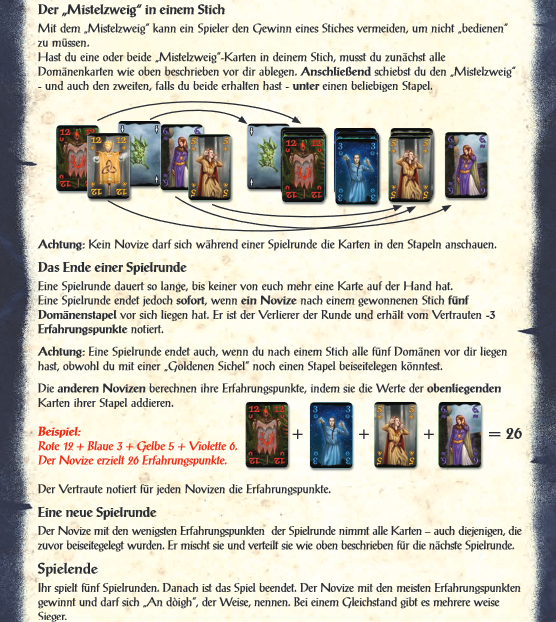 Der „Mistelzweig“ in einem Stich
Mit dem „Mistelzweig“ kann ein Spieler den Gewinn eines Stiches vermeiden, um nicht „bedienen“
zu müssen.
Hast du eine oder beide „Mistelzweig“-Karten in deinem Stich, musst du zunächst alle
Domänenkarten wie oben beschrieben vor dir ablegen. Anschließend schiebst du den „Mistelzweig“
- und auch den zweiten, falls du beide erhalten hast - unter einen beliebigen Stapel.
Achtung: Kein Novize darf sich während einer Spielrunde die Karten in den Stapeln anschauen.
Das Ende einer Spielrunde
Eine Spielrunde dauert so lange, bis keiner von euch mehr eine Karte auf der Hand hat.
Eine Spielrunde endet jedoch sofort, wenn ein Novize nach einem gewonnenen Stich fünf
Domänenstapel vor sich liegen hat. Er ist der Verlierer der Runde und erhält vom Vertrauten -3
Erfahrungspunkte notiert.
Achtung: Eine Spielrunde endet auch, wenn du nach einem Stich alle fünf Domänen vor dir liegen
hast, obwohl du mit einer „Goldenen Sichel“ noch einen Stapel beiseitelegen könntest.
Die anderen Novizen berechnen ihre Erfahrungspunkte, indem sie die Werte der obenliegenden
Karten ihrer Stapel addieren.
Beispiel:
Rote 12 + Blaue 3 + Gelbe 5 + Violette 6.
Der Novize erzielt 26 Erfahrungspunkte.
12 12 + 3 3 + 5 5 + 6 = 26
Der Vertraute notiert für jeden Novizen die Erfahrungspunkte.
Eine neue Spielrunde
Der Novize mit den wenigsten Erfahrungspunkten der Spielrunde nimmt alle Karten – auch diejenigen, die
zuvor beiseitegelegt wurden. Er mischt sie und verteilt sie wie oben beschrieben für die nächste Spielrunde.
Spielende
Ihr spielt fünf Spielrunden. Danach ist das Spiel beendet. Der Novize mit den meisten Erfahrungspunkten
gewinnt und darf sich „An dòigh“, der Weise, nennen. Bei einem Gleichstand gibt es mehrere weise
Sieger.